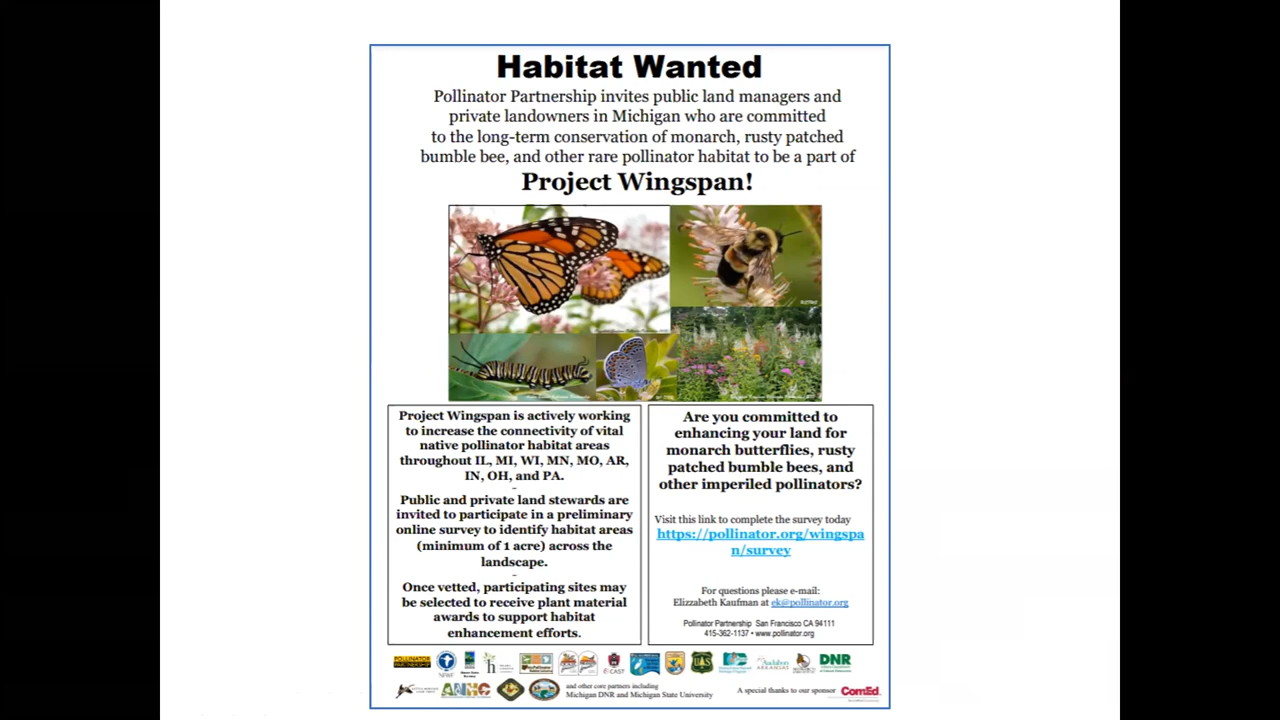 Habitat Wanted
Pollinator Partnership invites public land managers and
private landowners in Michigan who are committed
to the long-term conservation of monarch, rusty patched
bumble bee, and other rare pollinator habitat to be a part of
Project Wingspan!
Project Wingspan is actively working
to increase the connectivity of vital
native pollinator habitat areas
throughout IL, MI, WI, MN, MO, AR,
IN, OH, and PA.
~
Public and private land stewards are
invited to participate in a preliminary
online survey to identify habitat areas
(minimum of 1 acre) across the
landscape.
~
Once vetted, participating sites may
be selected to receive plant material
awards to support habitat
enhancement efforts.
Are you committed to
enhancing your land for
monarch butterflies, rusty
patched bumble bees, and
other imperiled pollinators?
Visit this link to complete the survey today
https://pollinator.org/wingspa
n/survey
For questions please e-mail:
Elizzabeth Kaufman at ek@pollinator.org
Pollinator Partnership San Francisco CA 94111
415-362-1137 • www.pollinator.org
POLLINATOR
PARTNERSHIP
CAST
Audubon
ARKANSAS
DNR
ANHC
and other core partners including
Michigan DNR and Michigan State University
A special thanks to our sponsor
ComEd